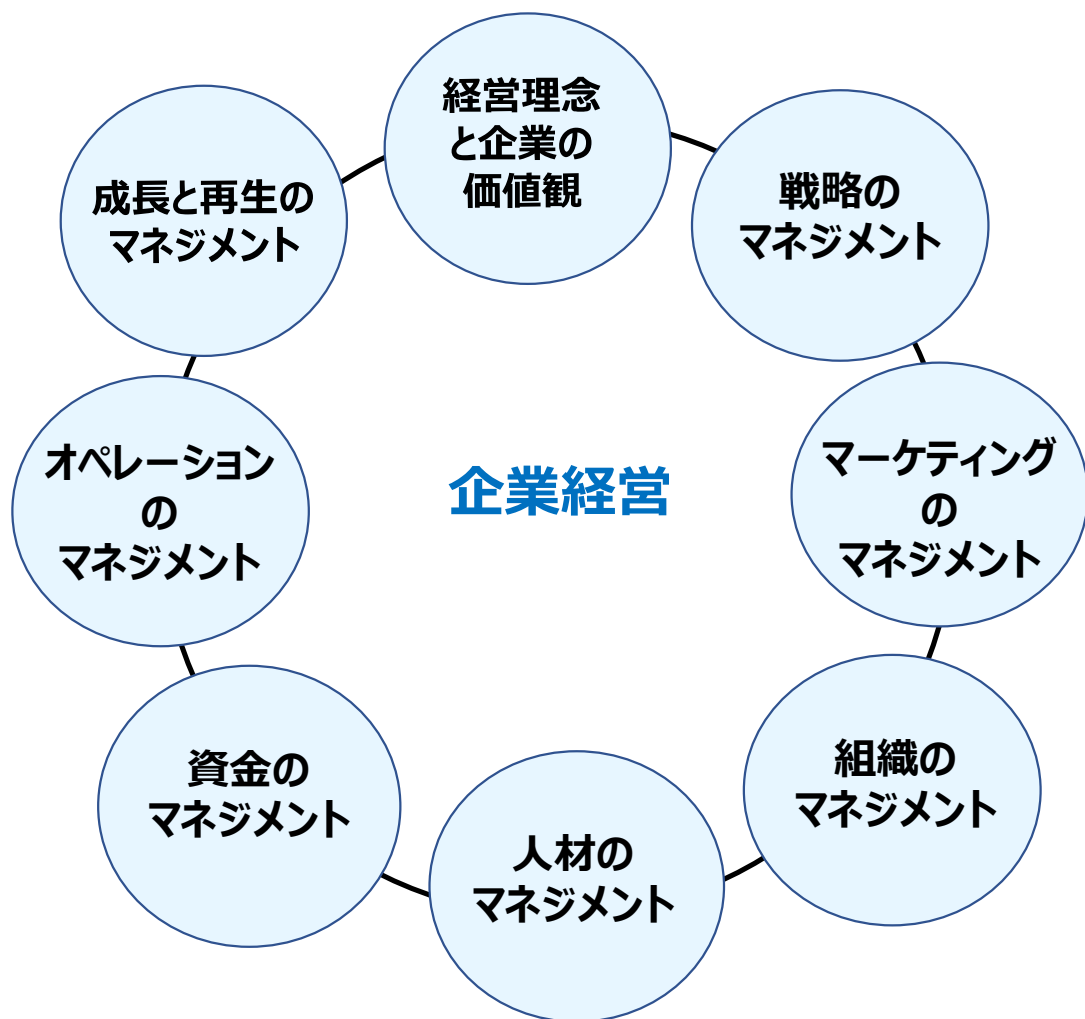 経営理念
と企業の
価値観
戦略の
マネジメント
マーケティング
の
マネジメント
組織の
マネジメント
人材の
マネジメント
資金の
マネジメント
オペレーション
の
マネジメント
成長と再生の
マネジメント
企業経営